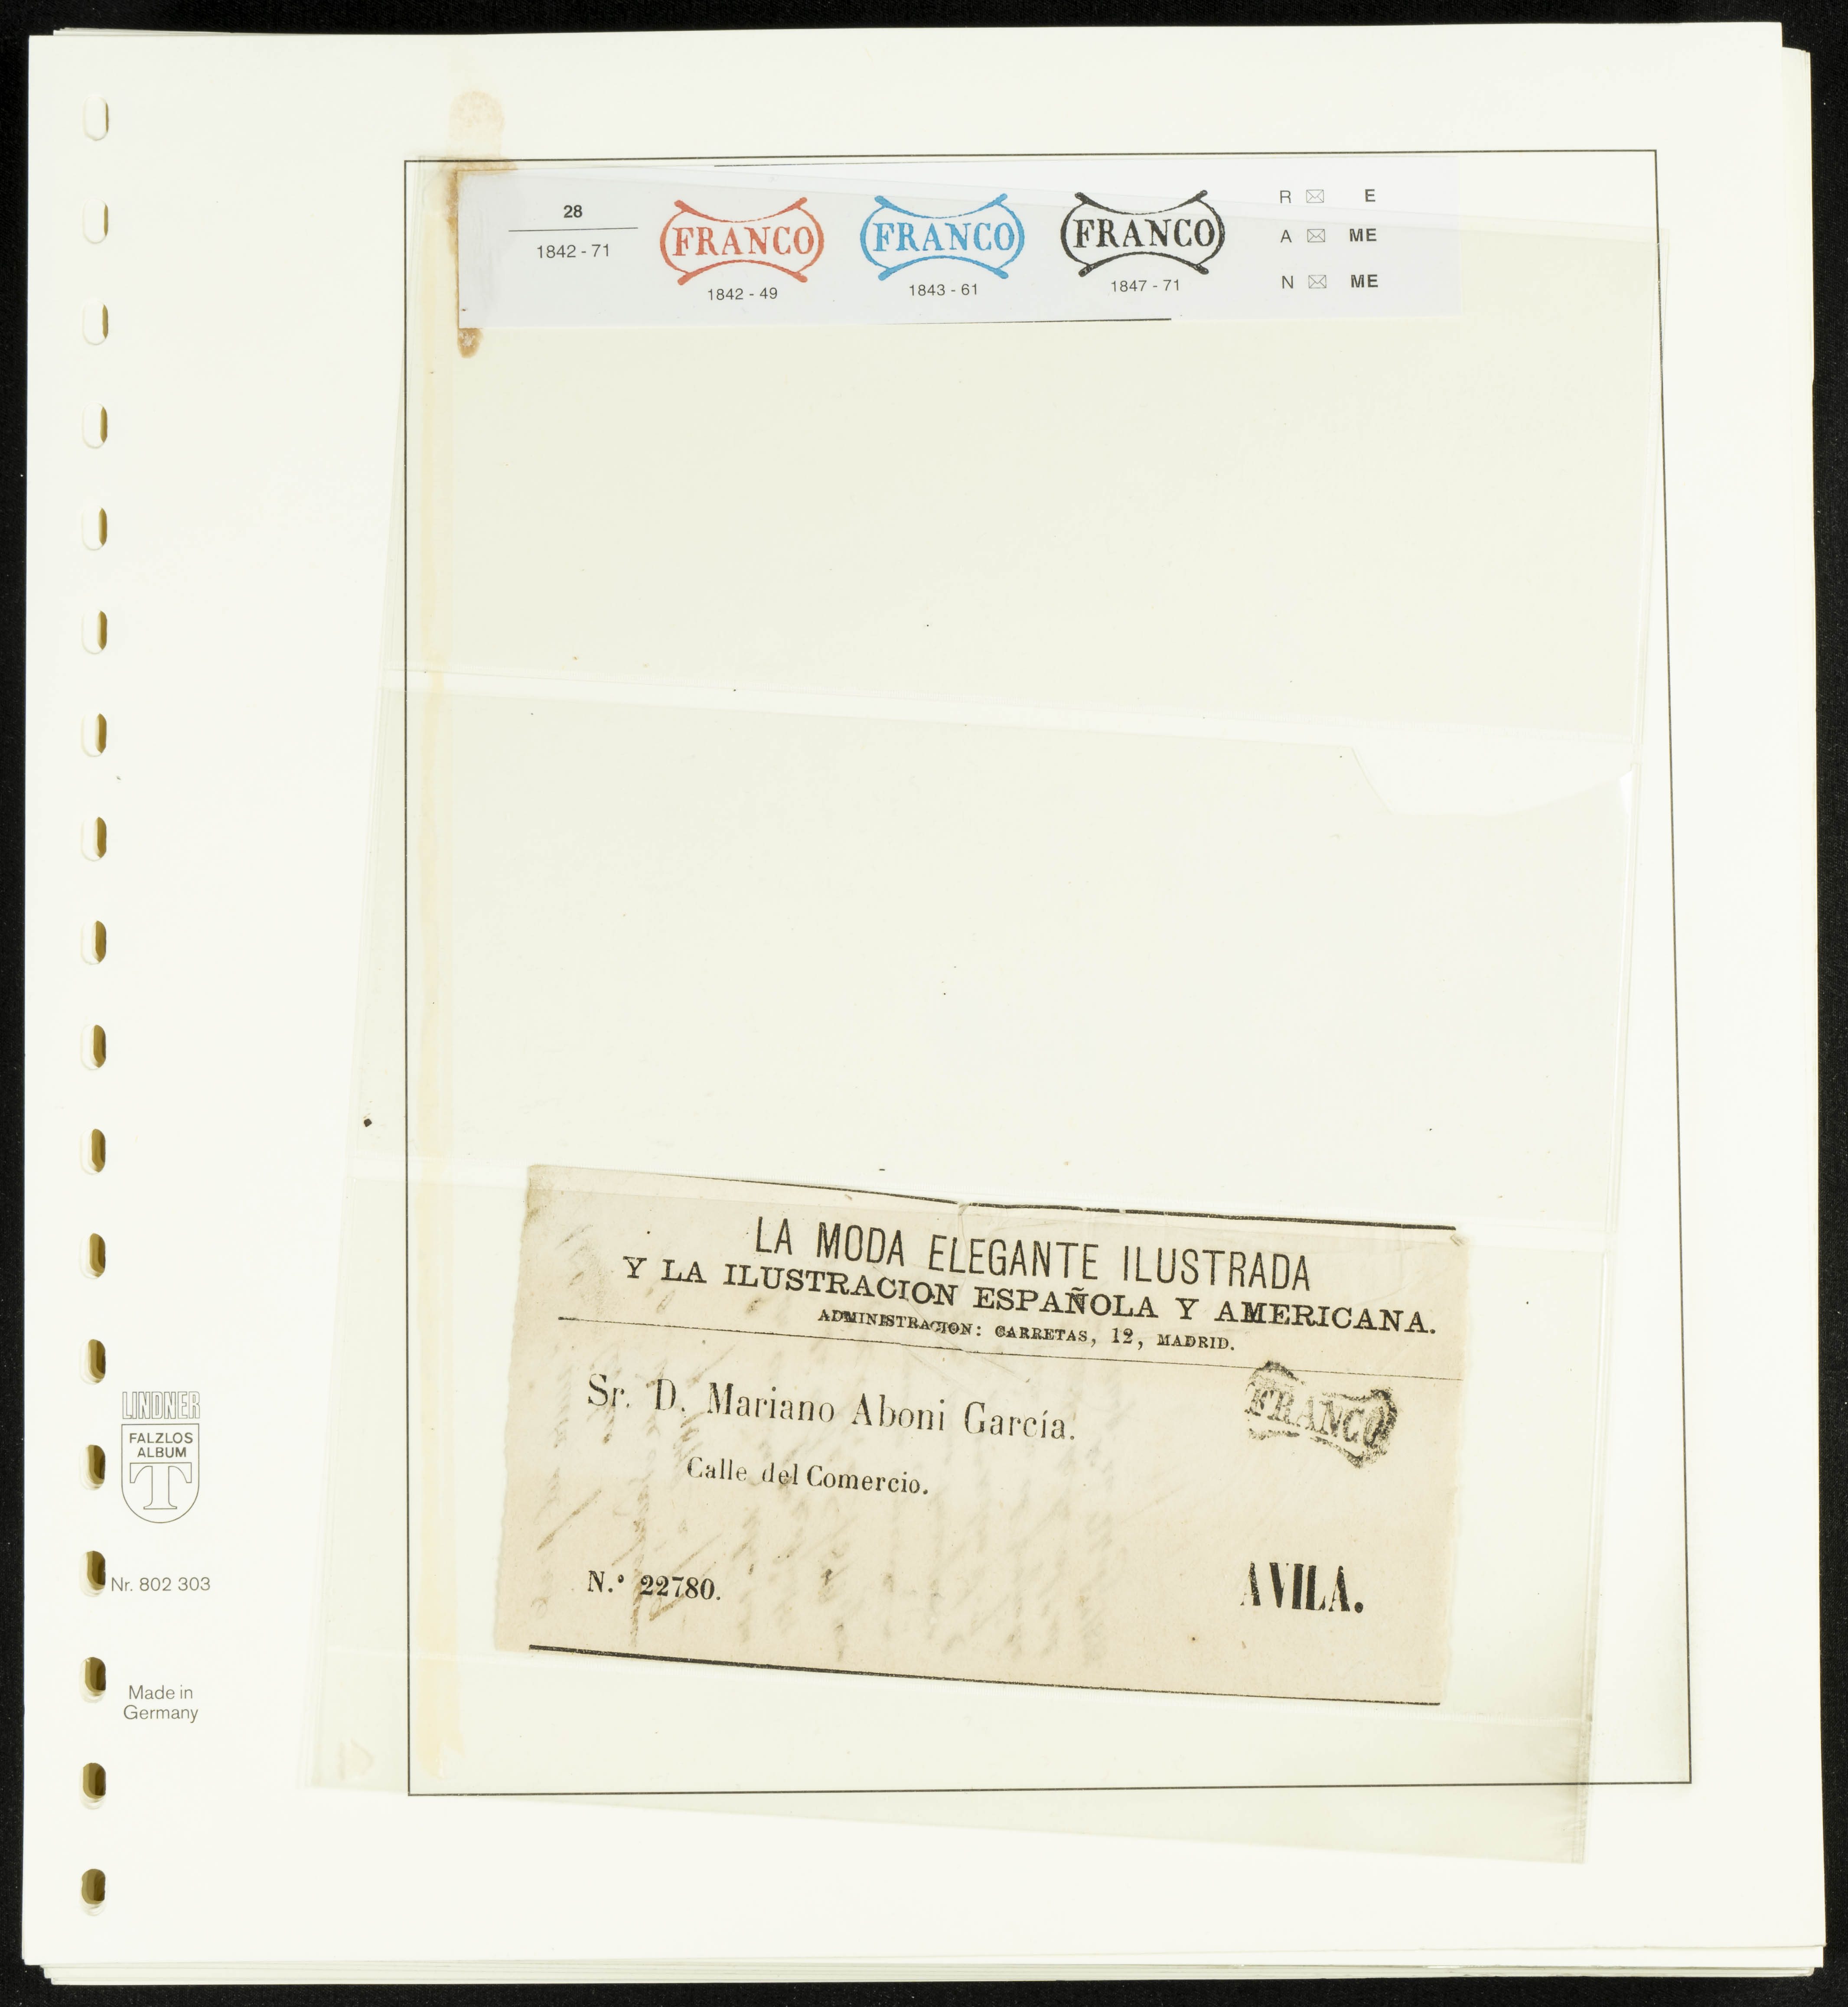 28
1842 - 71
FRANCO
1842 - 49
FRANCO
1843 - 61
FRANCO
1847 - 71
R E
A ME
N ME
LA MODA ELEGANTE ILUSTRADA
Y LA ILUSTRACION ESPAÑOLA Y AMERICANA.
ADMINISTRACION: CARRETAS, 12, MADRID.
FRANCO
Sr. D. Mariano Aboni García.
Calle del Comercio.
N.º 22780.
AVILA.
LINDNER
FALZLOS
ALBUM
T
Nr. 802 303
Made in
Germany